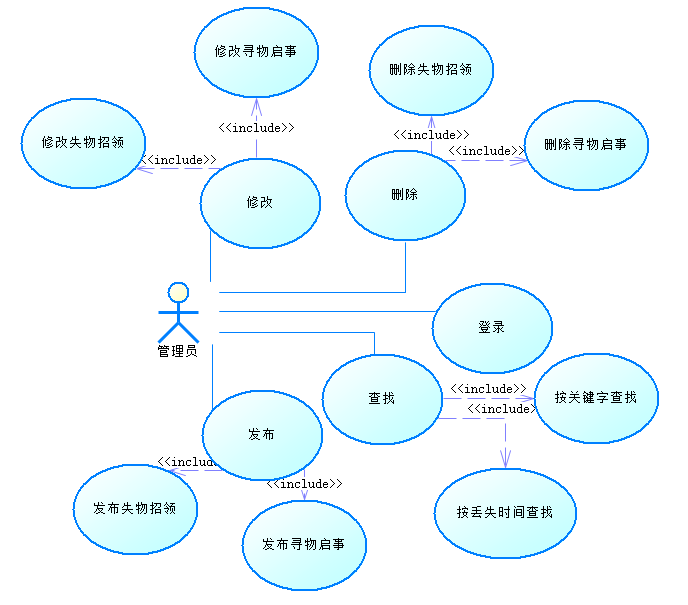 修改寻物启事
删除失物招领
<<include>>
<<include>>
修改失物招领
<<include>>
<<include>>
删除寻物启事
修改
删除
管理员
登录
查找
<<include>>
按关键字查找
<<include>
发布
<<inclu
<<include>>
发布失物招领
按丢失时间查找
发布寻物启事